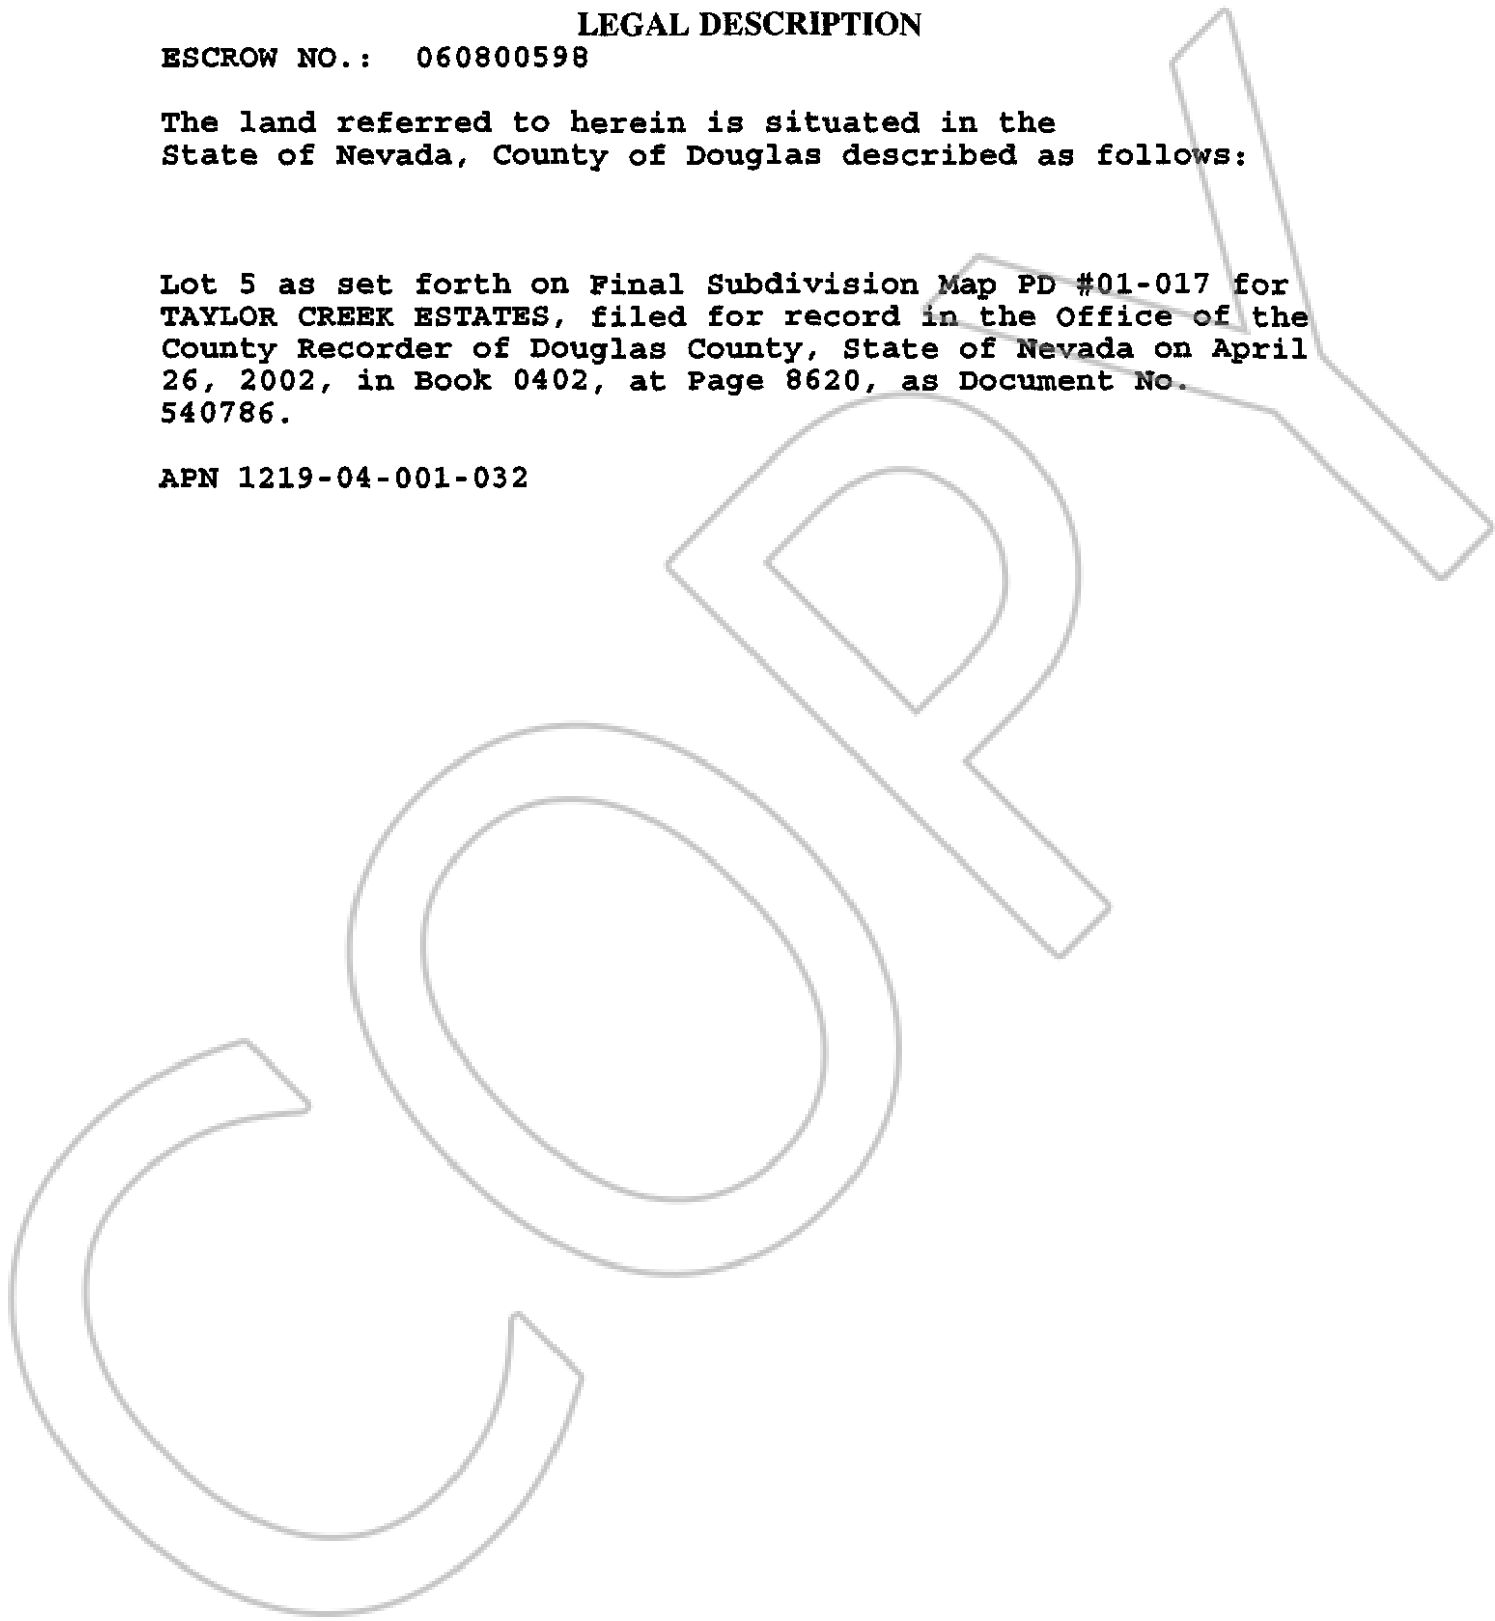 LEGAL DESCRIPTION
ESCROW NO.: 060800598
The land referred to herein is situated in the
State of Nevada, County of Douglas described as follows:
Lot 5 as set forth on Final Subdivision Map PD #01-017 for
TAYLOR CREEK ESTATES, filed for record in the Office of the
County Recorder of Douglas County, State of Nevada on April
26, 2002, in Book 0402, at Page 8620, as Document No.
540786.
APN 1219-04-001-032
COPY